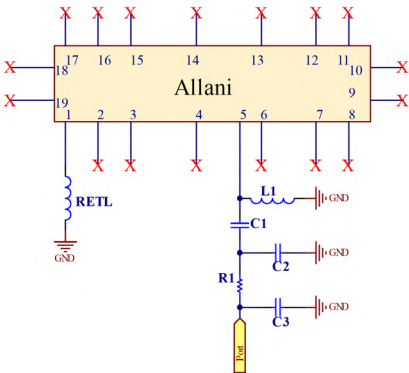 X X X X X X X
17 16 15 14 13 12 11
X 18 10 X
Allani
X 19 9 X
1 2 3 4 5 6 7 8
X X X X X X
RETL
GND
L1
GND
C1
C2
GND
R1
C3
GND
Port